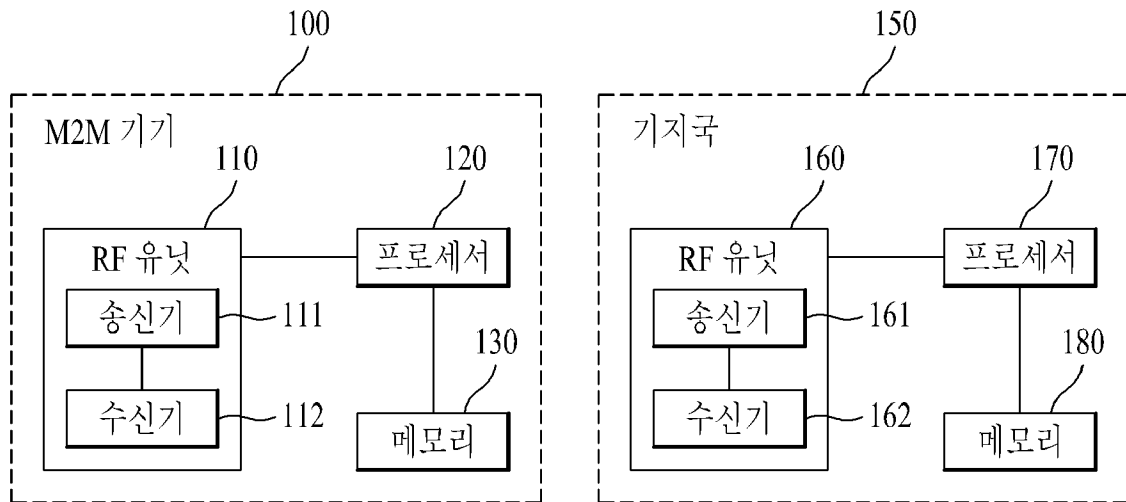 100
150
M2M 기기
기지국
110
120
160
170
RF 유닛
프로세서
RF 유닛
프로세서
송신기
111
송신기
161
130
180
수신기
112
메모리
수신기
162
메모리